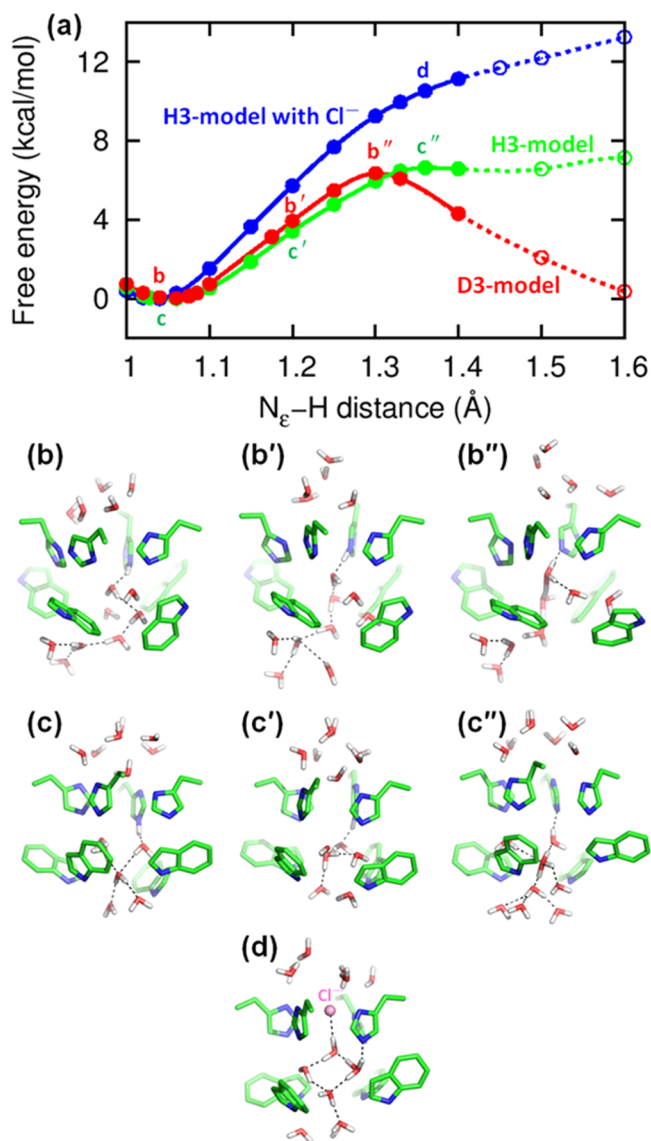 (a)
Free energy (kcal/mol)
12
8
4
0
H3-model with Cl⁻
d
b″
c″
H3-model
b′
c′
b
c
D3-model
1 1.1 1.2 1.3 1.4 1.5 1.6
Nε−H distance (Å)
(b) (b′) (b″)
(c) (c′) (c″)
(d)
Cl⁻